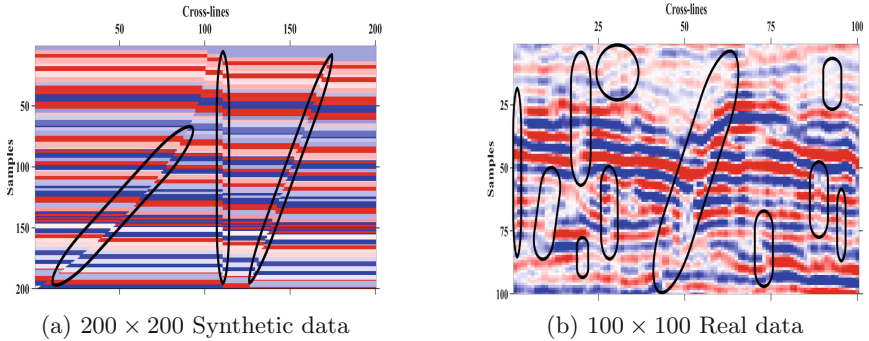 Cross-lines
50 100 150 200
Samples
50
100
150
200
(a) 200 × 200 Synthetic data
Cross-lines
25 50 75 100
Samples
25
50
75
100
(b) 100 × 100 Real data